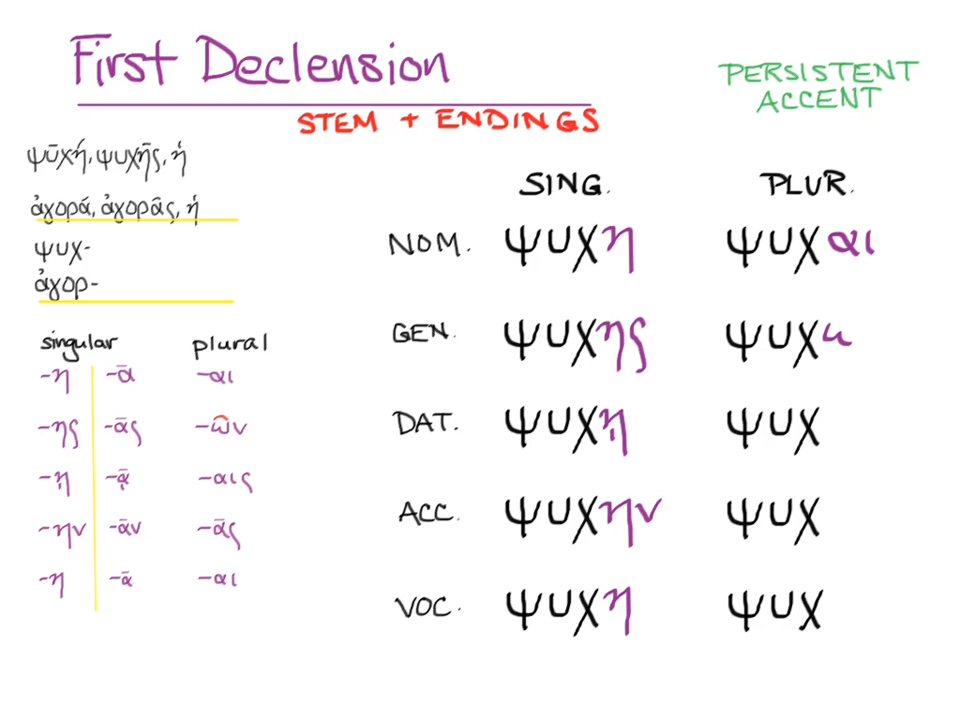 First Declension
PERSISTENT
ACCENT
STEM + ENDINGS
ψῡχή, ψυχῆς, ἡ
ἀγορά̄, ἀγορᾶς, ἡ
ψυχ-
ἀγορ-
singular plural
-η -ᾱ -αι
-ης -ᾱς -ῶν
-ῃ -ᾱͅ -αις
-ην -ᾱν -ᾱς
-η -ᾱ -αι
SING. PLUR.
NOM. ψυχη ψυχαι
GEN. ψυχης ψυχ
DAT. ψυχῃ ψυχ
ACC. ψυχην ψυχ
VOC. ψυχη ψυχ